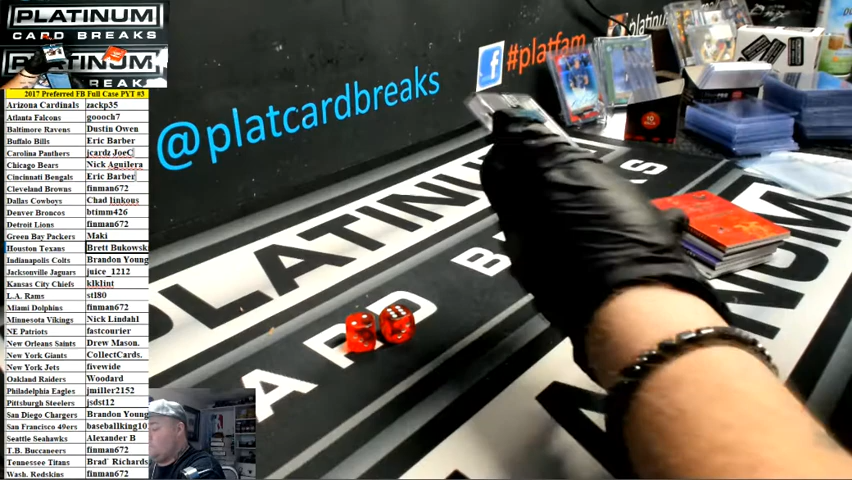 PLATINUM
CARD BREAKS
PLATINUM
BREAKS
2017 Preferred FB Full Case PYT #3
Arizona Cardinals zackp35
Atlanta Falcons goooch7
Baltimore Ravens Dustin Owen
Buffalo Bills Eric Barber
Carolina Panthers jcardz JoeC
Chicago Bears Nick Aguilera
Cincinnati Bengals Eric Barber
Cleveland Browns finman672
Dallas Cowboys Chad linkous
Denver Broncos btimm426
Detroit Lions finman672
Green Bay Packers Maki
Houston Texans Brett Bukowsk
Indianapolis Colts Brandon Young
Jacksonville Jaguars juice_1212
Kansas City Chiefs klklint
L.A. Rams stl80
Miami Dolphins finman672
Minnesota Vikings Nick Lindahl
NE Patriots fastcourier
New Orleans Saints Drew Mason.
New York Giants CollectCards.
New York Jets fivewide
Oakland Raiders Woodard
Philadelphia Eagles jmiller2152
Pittsburgh Steelers jsdst12
San Diego Chargers Brandon Young
San Francisco 49ers baseballking10
Seattle Seahawks Alexander B
T.B. Buccaneers finman672
Tennessee Titans Brad Richards
Wash. Redskins finman672
@platcardbreaks
f #platfam
platinum
PLATINUM
CARD B
KS
NUM